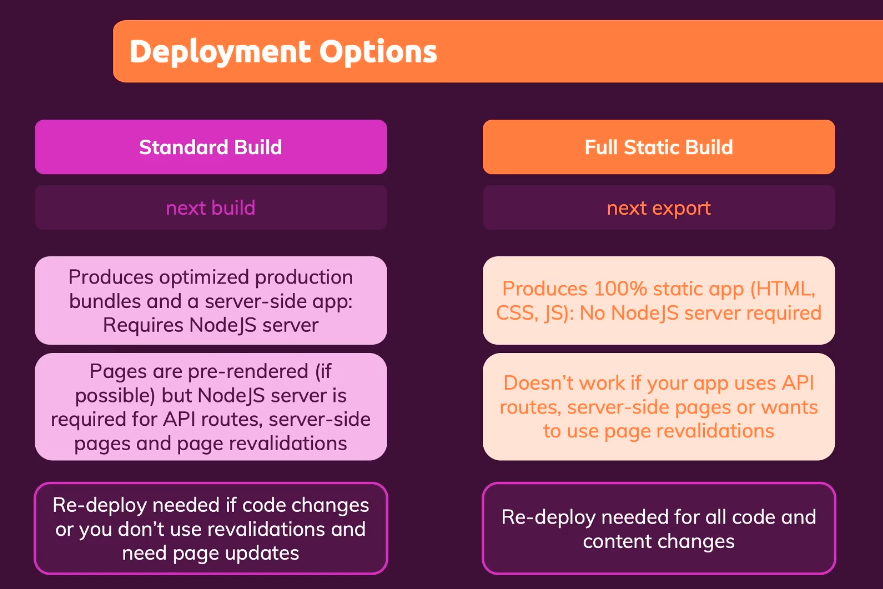 Deployment Options
Standard Build
next build
Produces optimized production
bundles and a server-side app:
Requires NodeJS server
Pages are pre-rendered (if
possible) but NodeJS server is
required for API routes, server-side
pages and page revalidations
Re-deploy needed if code changes
or you don’t use revalidations and
need page updates
Full Static Build
next export
Produces 100% static app (HTML,
CSS, JS): No NodeJS server required
Doesn’t work if your app uses API
routes, server-side pages or wants
to use page revalidations
Re-deploy needed for all code and
content changes